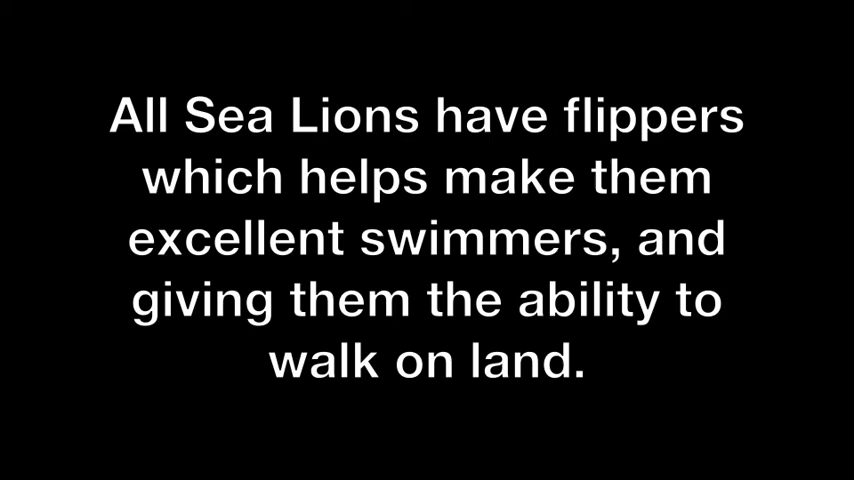 All Sea Lions have flippers
which helps make them
excellent swimmers, and
giving them the ability to
walk on land.